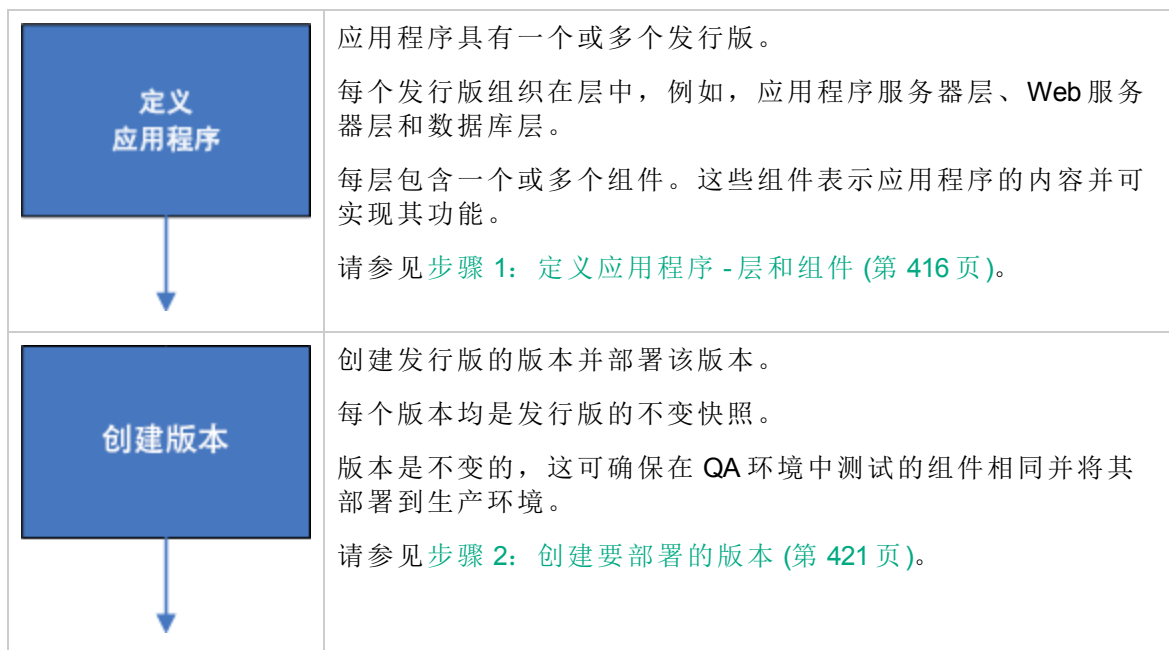 定义
应用程序
应用程序具有一个或多个发行版。
每个发行版组织在层中，例如，应用程序服务器层、Web 服务
器层和数据库层。
每层包含一个或多个组件。这些组件表示应用程序的内容并可
实现其功能。
请参见步骤 1：定义应用程序 - 层和组件 (第 416 页)。
创建版本
创建发行版的版本并部署该版本。
每个版本均是发行版的不变快照。
版本是不变的，这可确保在 QA 环境中测试的组件相同并将其
部署到生产环境。
请参见步骤 2：创建要部署的版本 (第 421 页)。